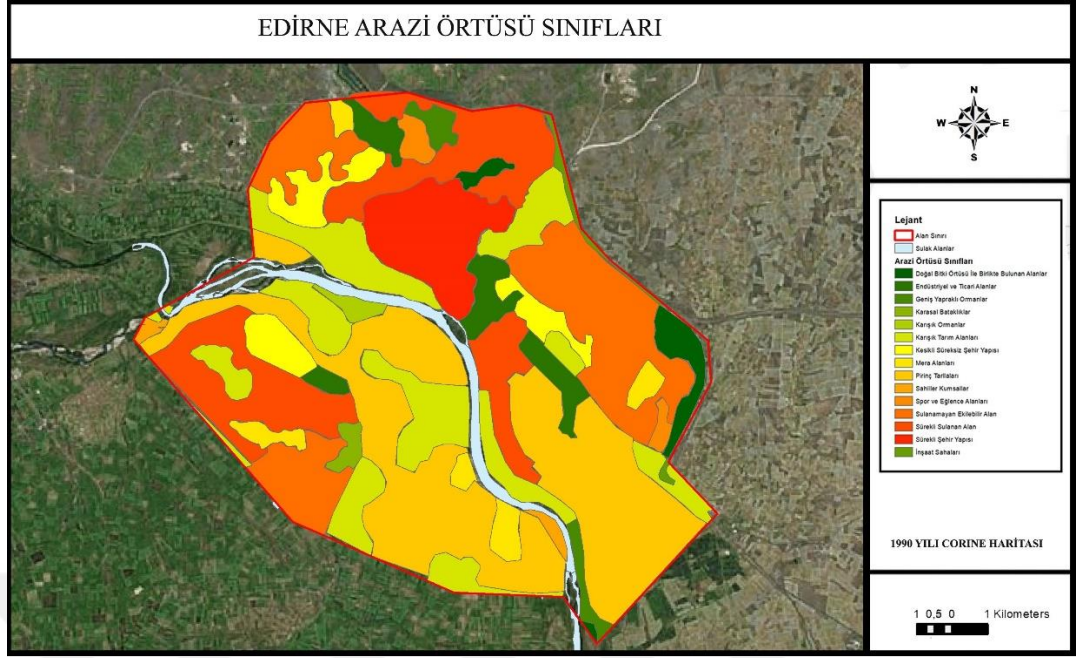 EDİRNE ARAZİ ÖRTÜSÜ SINIFLARI
N
W E
S
Lejant
Alan Sınırı
Sulak Alanlar
Arazi Örtüsü Sınıfları
Doğal Bitki Örtüsü İle Birlikte Bulunan Alanlar
Endüstriyel ve Ticari Alanlar
Geniş Yapraklı Ormanlar
Karasal Bataklıklar
Karışık Ormanlar
Karışık Tarım Alanları
Kesikli Süreksiz Şehir Yapısı
Mera Alanları
Pirinç Tarlaları
Sahiller Kumsallar
Spor ve Eğlence Alanları
Sulanamayan Ekilebilir Alan
Sürekli Sulanan Alan
Sürekli Şehir Yapısı
İnşaat Sahaları
1990 YILI CORINE HARİTASI
1 0,5 0 1 Kilometers